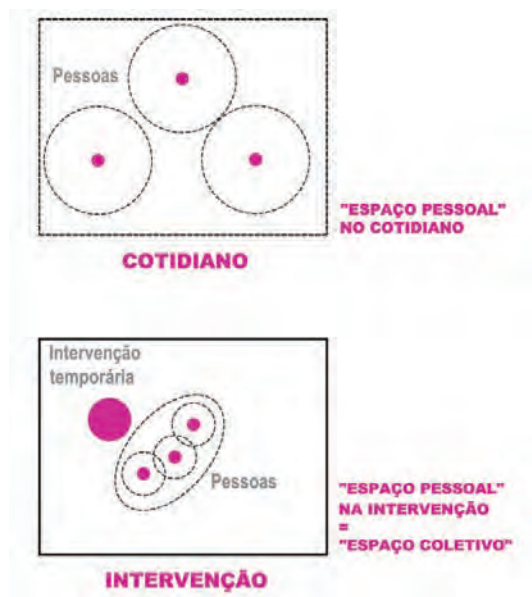 Pessoas
"ESPAÇO PESSOAL"
NO COTIDIANO
COTIDIANO
Intervenção
temporária
Pessoas
"ESPAÇO PESSOAL"
NA INTERVENÇÃO
=
"ESPAÇO COLETIVO"
INTERVENÇÃO